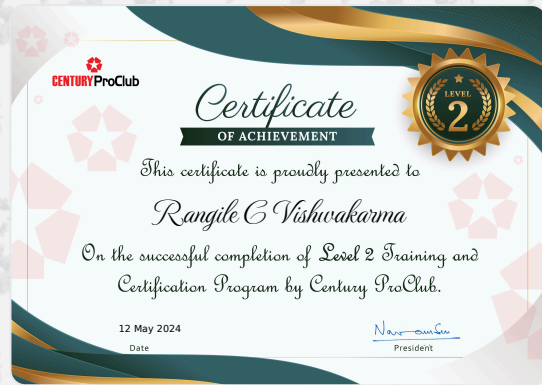 CENTURY ProClub
Certificate
OF ACHIEVEMENT
LEVEL
2
This certificate is proudly presented to
Rangile C Vishwakarma
On the successful completion of Level 2 Training and
Certification Program by Century ProClub.
12 May 2024
Date
President